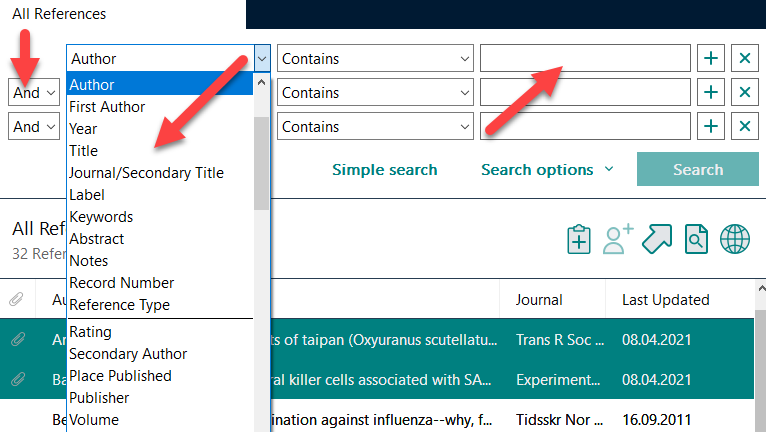 All References
Author Contains
And Contains
And Contains
Author
First Author
Year
Title
Journal/Secondary Title
Label
Keywords
Abstract
Notes
Record Number
Reference Type
Rating
Secondary Author
Place Published
Publisher
Volume
Simple search Search options Search
All Ref
32 Refer
Au Journal Last Updated
An ts of taipan (Oxyuranus scutellatu... Trans R Soc ... 08.04.2021
Ba ral killer cells associated with SA... Experiment... 08.04.2021
Be ination against influenza--why, f... Tidsskr Nor ... 16.09.2011